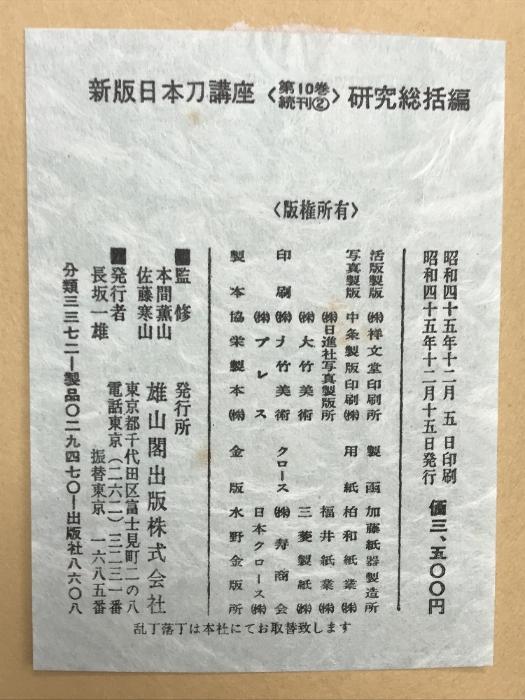 新版日本刀講座〈第10巻 続刊②〉研究総括編
〈版権所有〉
昭和四十五年十二月 五 日印刷
昭和四十五年十二月十五日発行
価三、五〇〇円
活版製版 ㈱祥文堂印刷所
写真製版 中条製版印刷㈱
㈱日進社写真製版所
㈱大竹美術
印刷 ㈱大竹美術
㈱プレス
製本 協栄製本㈱
製函 加藤紙器製造所
用紙 柏和紙業㈱
福井紙業㈱
三菱製紙㈱
クロース ㈱寿商会
日本クロース㈱
金版 水野金版所
■監修
本間薫山
佐藤寒山
■発行者
長坂一雄
発行所
雄山閣出版株式会社
東京都千代田区富士見町二の八
電話東京(二六二)三二三一番
振替東京 一六八五番
分類三三七二―製品〇二九四七〇―出版社八六〇八
乱丁落丁は本社にてお取替致します